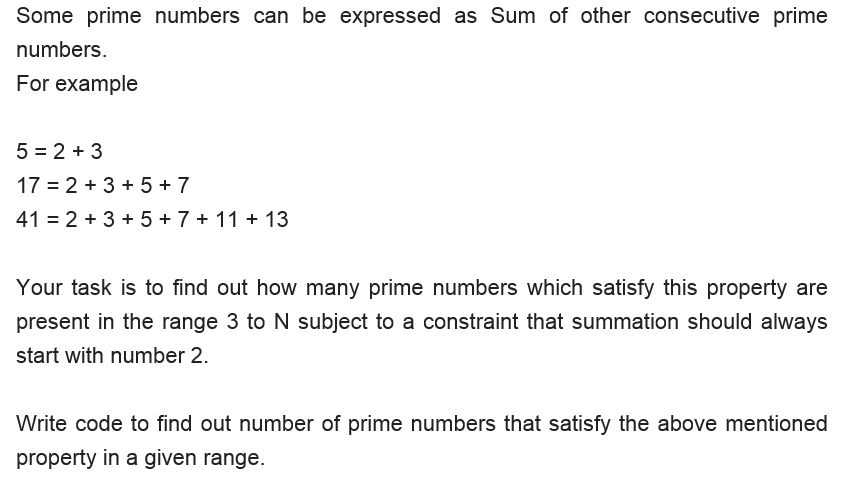 Some prime numbers can be expressed as Sum of other consecutive prime
numbers.
For example
5 = 2 + 3
17 = 2 + 3 + 5 + 7
41 = 2 + 3 + 5 + 7 + 11 + 13
Your task is to find out how many prime numbers which satisfy this property are
present in the range 3 to N subject to a constraint that summation should always
start with number 2.
Write code to find out number of prime numbers that satisfy the above mentioned
property in a given range.